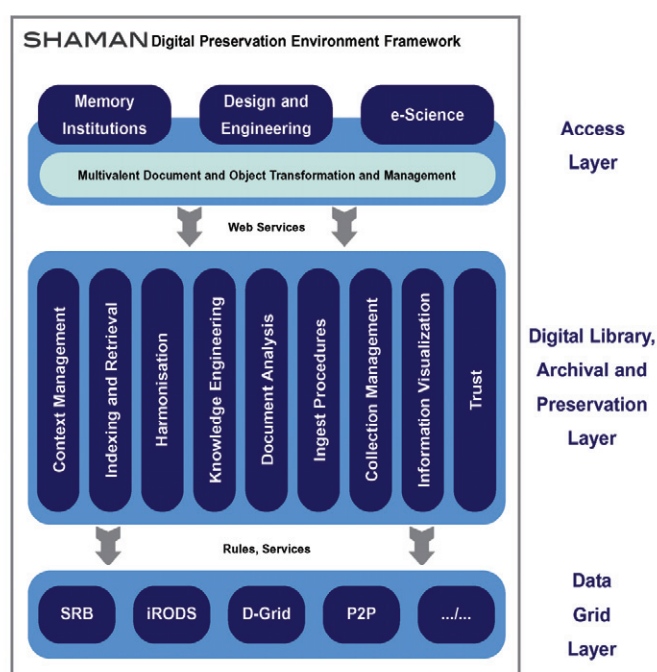 SHAMAN Digital Preservation Environment Framework
Memory
Institutions
Design and
Engineering
e-Science
Access
Layer
Multivalent Document and Object Transformation and Management
Web Services
Context Management
Indexing and Retrieval
Harmonisation
Knowledge Engineering
Document Analysis
Ingest Procedures
Collection Management
Information Visualization
Trust
Digital Library,
Archival and
Preservation
Layer
Rules, Services
SRB
iRODS
D-Grid
P2P
.../...
Data
Grid
Layer